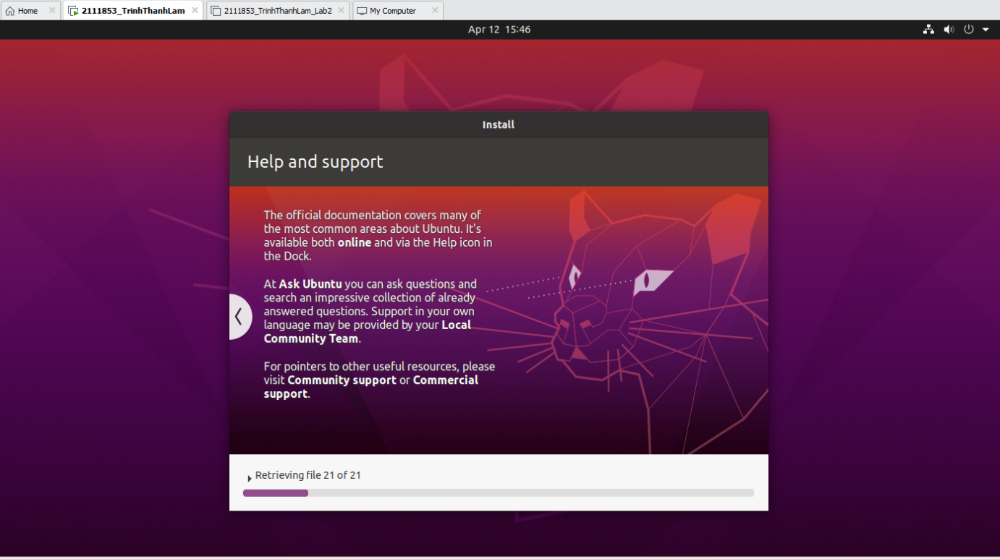 Home
2111853_TrinhThanhLam
2111853_TrinhThanhLam_Lab2
My Computer
Apr 12 15:46
Install
Help and support
The official documentation covers many of
the most common areas about Ubuntu. It's
available both online and via the Help icon in
the Dock.
At Ask Ubuntu you can ask questions and
search an impressive collection of already
answered questions. Support in your own
language may be provided by your Local
Community Team.
For pointers to other useful resources, please
visit Community support or Commercial
support.
Retrieving file 21 of 21